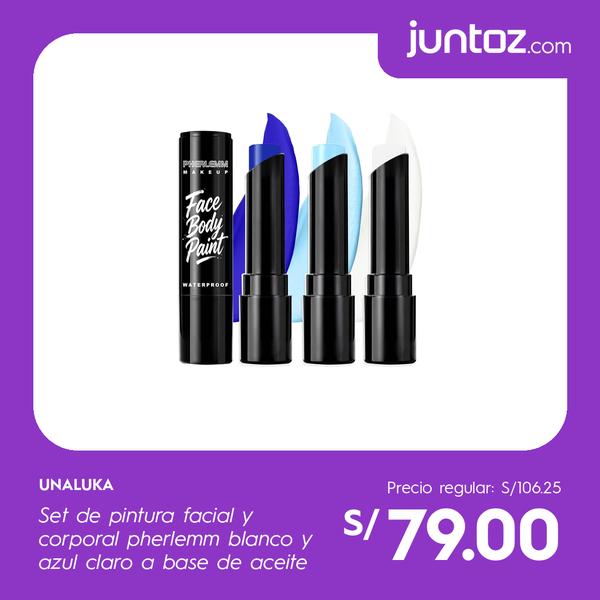 juntoz.com
PHERLEMM
MAKEUP
Face
Body
Paint
WATERPROOF
UNALUKA
Set de pintura facial y
corporal pherlemm blanco y
azul claro a base de aceite
Precio regular: S/106.25
S/79.00